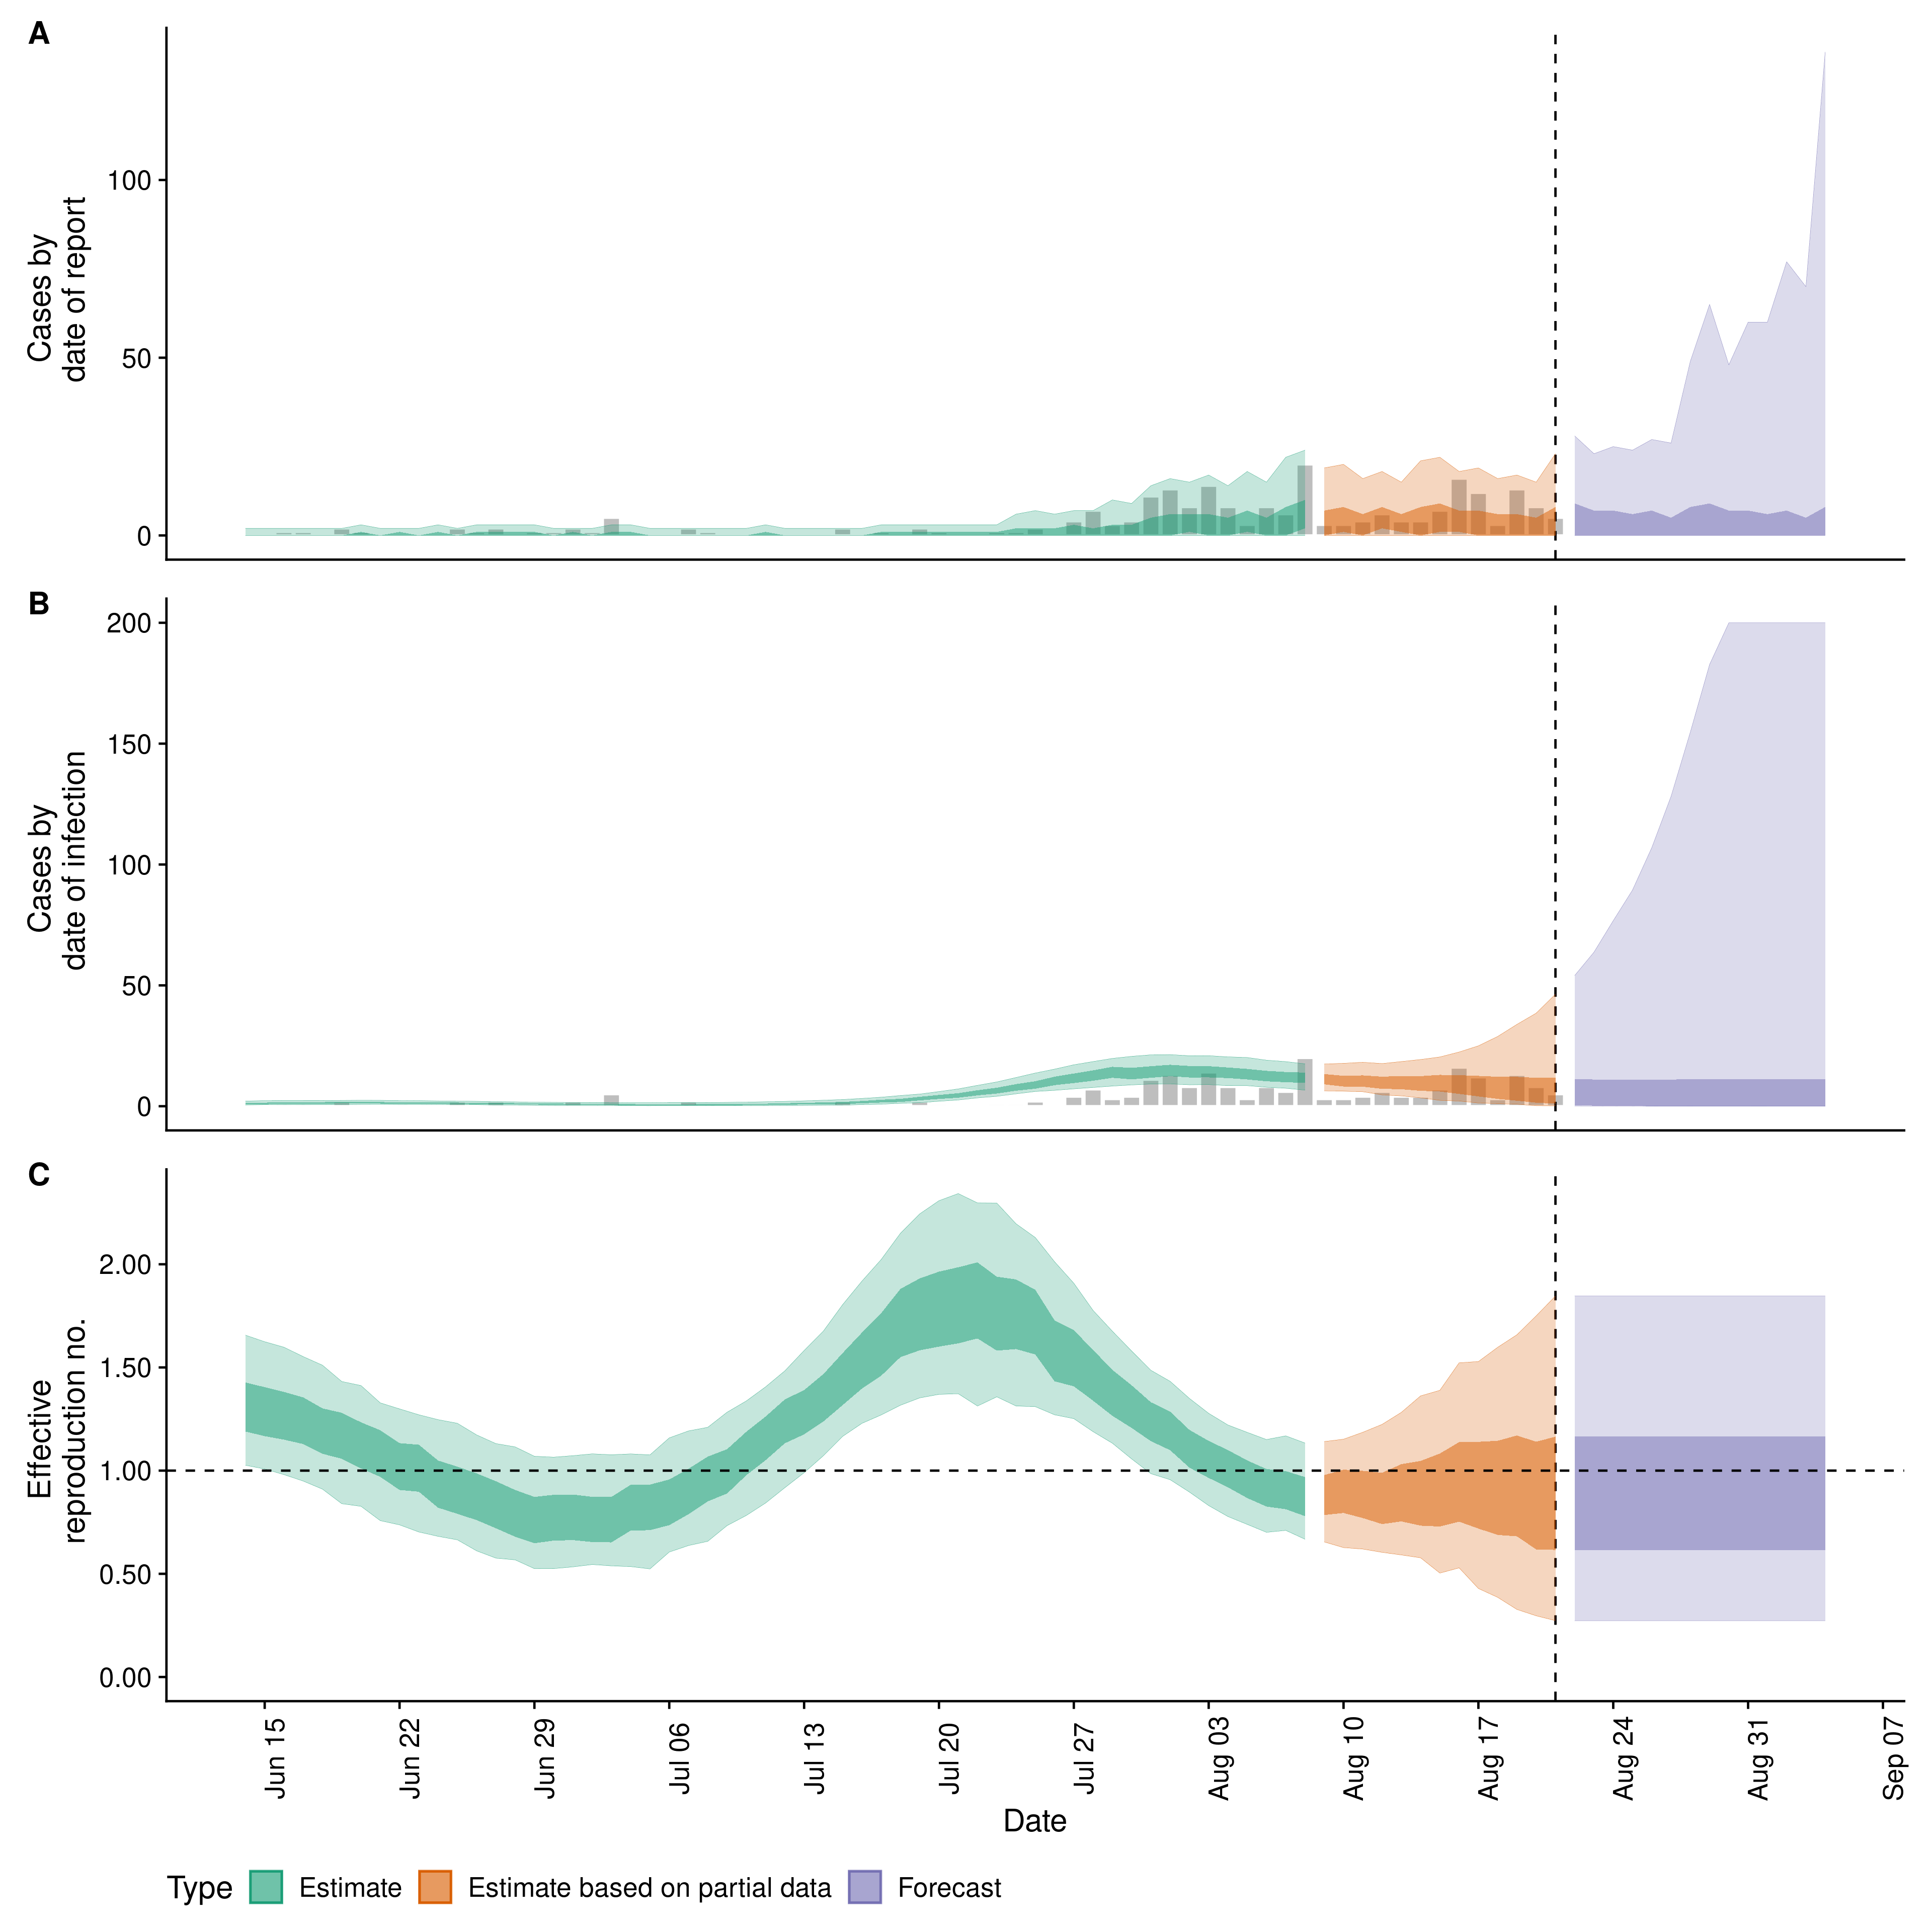 A
Cases by
date of report
100
50
0
B
Cases by
date of infection
200
150
100
50
0
C
Effective
reproduction no.
2.00
1.50
1.00
0.50
0.00
Jun 15
Jun 22
Jun 29
Jul 06
Jul 13
Jul 20
Jul 27
Aug 03
Aug 10
Aug 17
Aug 24
Aug 31
Sep 07
Date
Type Estimate Estimate based on partial data Forecast